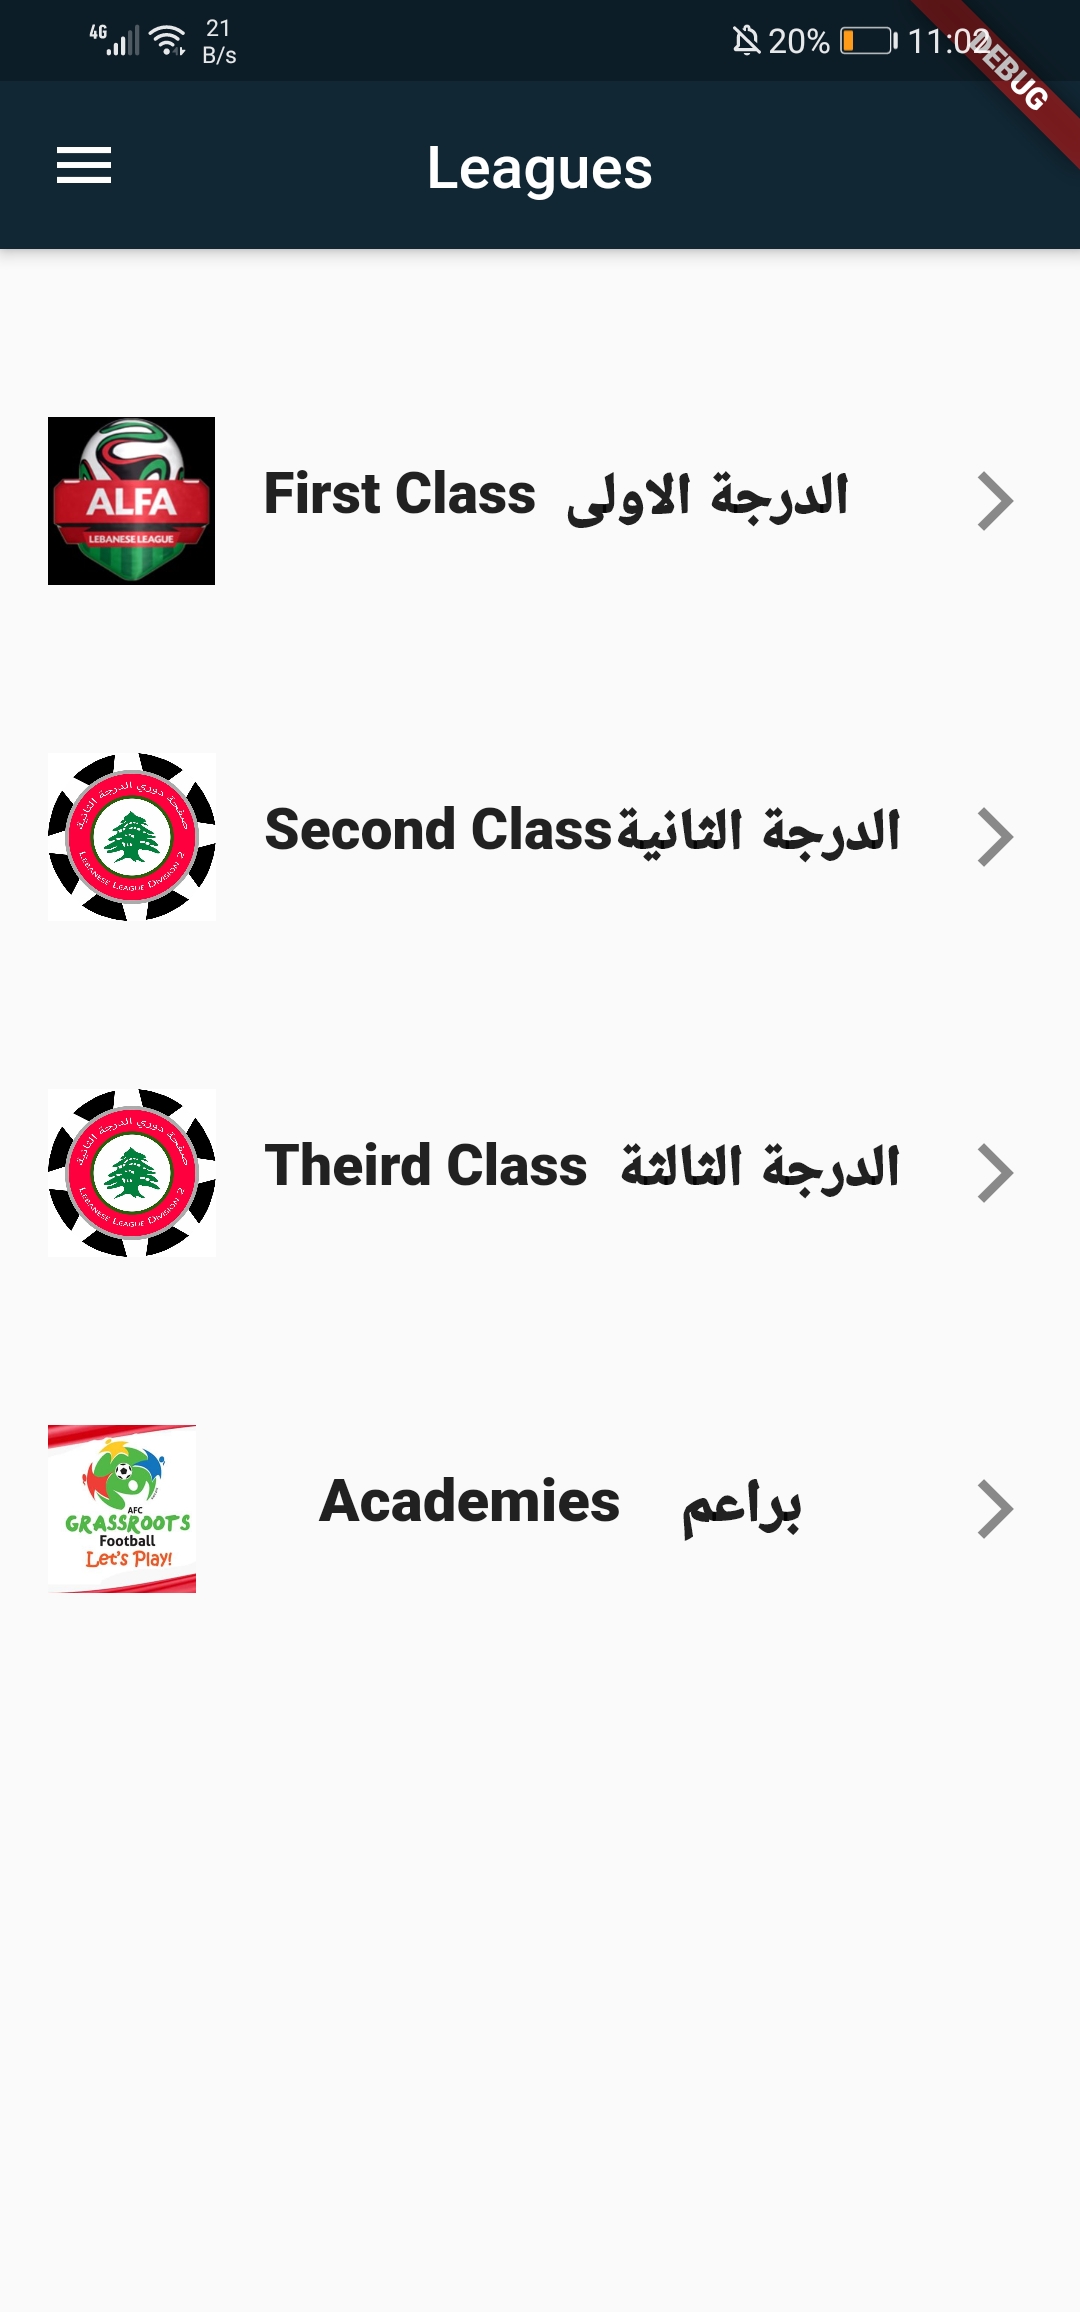 4G 21 B/s 20% 11:02
DEBUG
Leagues
ALFA
LEBANESE LEAGUE
First Class الدرجة الاولى
صفحة دوري الدرجة الثانية
Lebanese League Division 2
Second Class الدرجة الثانية
صفحة دوري الدرجة الثانية
Lebanese League Division 2
Theird Class الدرجة الثالثة
AFC
GRASSROOTS
Football
Let's Play!
Academies براعم